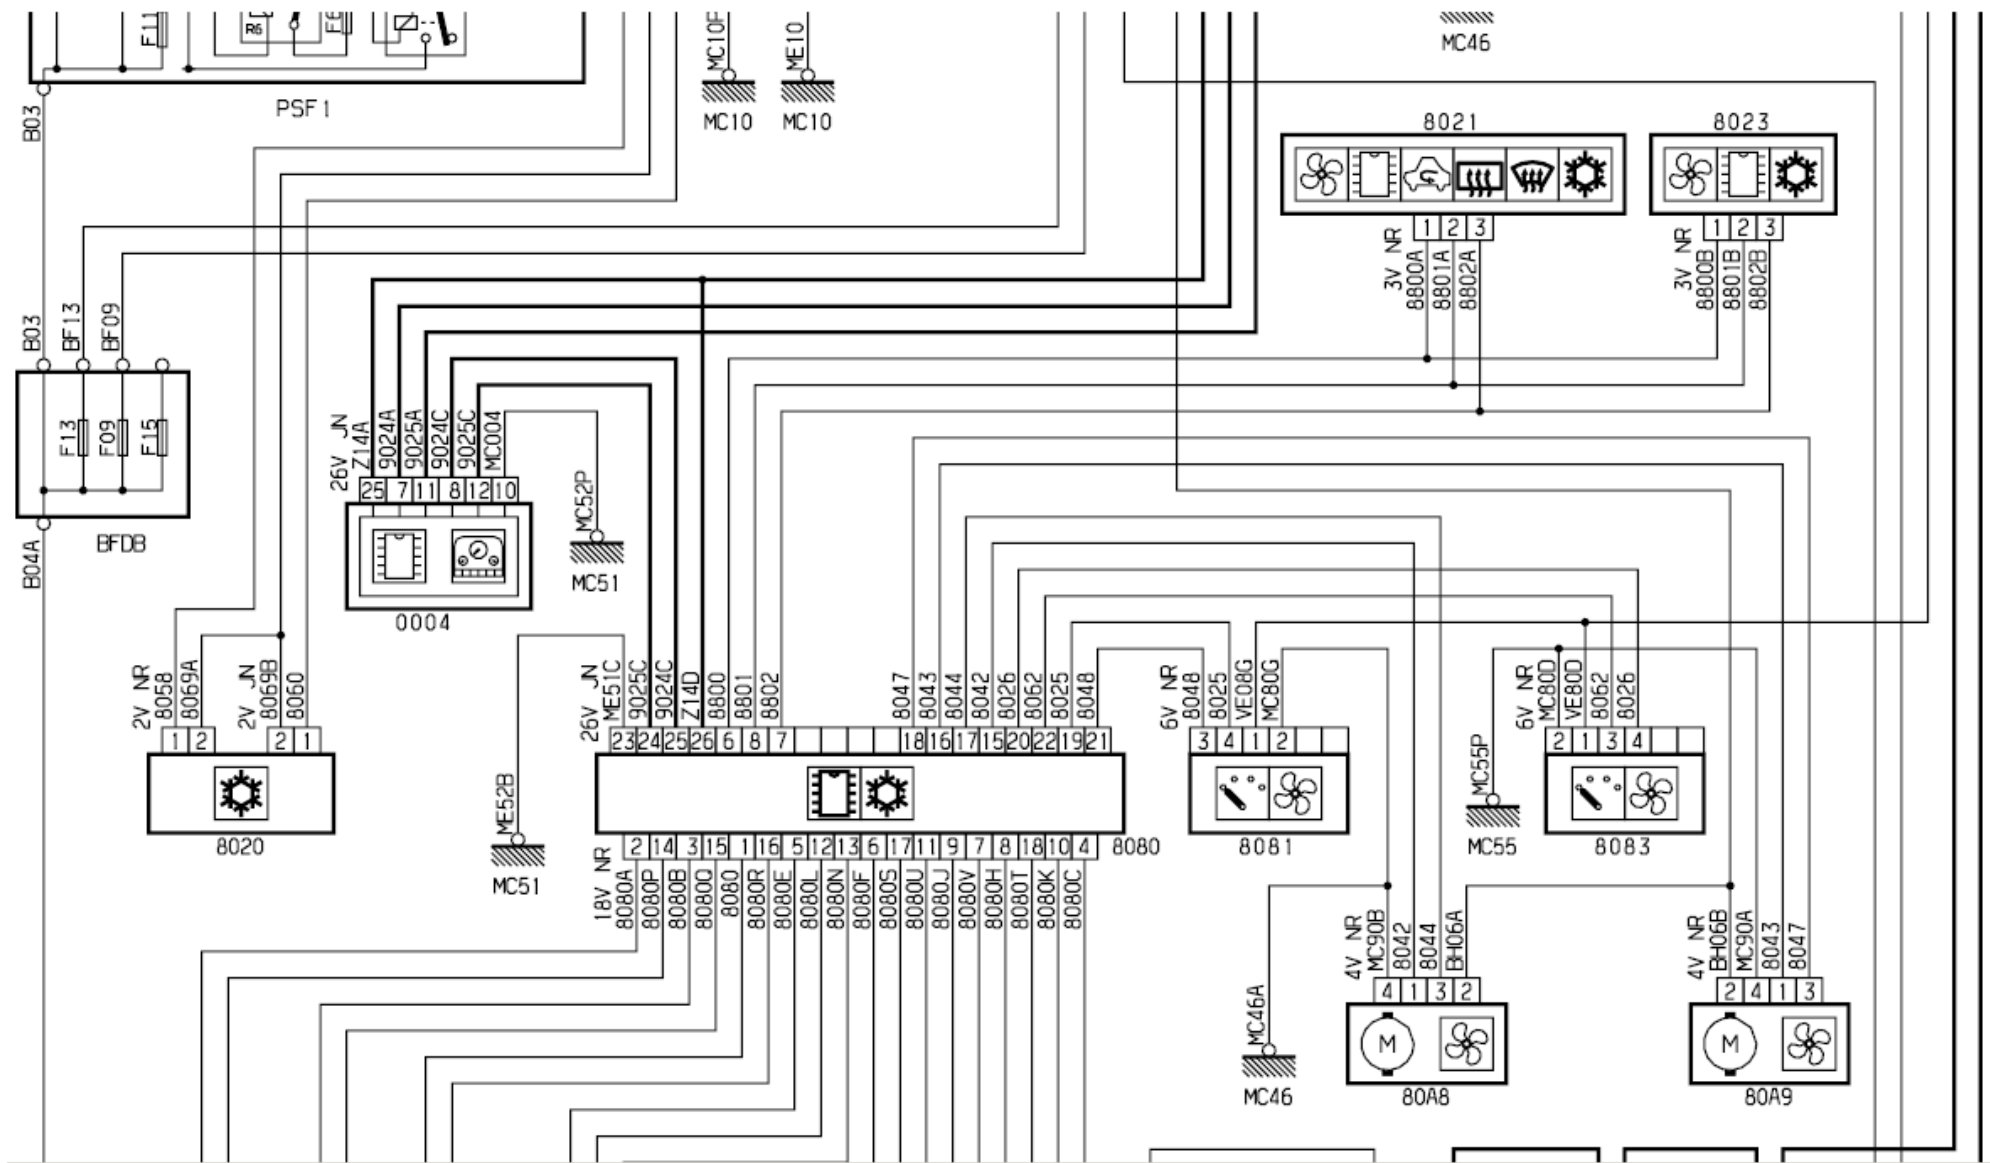 F11
R6
F6
PSF1
MC10F
ME10
MC10
MC10
MC46
8021
8023
1 2 3
1 2 3
3V NR
8800A
8801A
8802A
3V NR
8800B
8801B
8802B
B03
B03
BF13
BF09
F13
F09
F15
BFDB
B04A
26V JN
Z14A
9024A
9025A
9024C
9025C
MC004
25 7 11 8 12 10
0004
MC52P
MC51
2V NR
8058
8069A
2V JN
8069B
8060
1 2
2 1
8020
26V JN
ME51C
9025C
9024C
Z14D
8800
8801
8802
8047
8043
8044
8042
8026
8062
8025
8048
23 24 25 26 6 8 7
18 16 17 15 20 22 19 21
ME52B
MC51
2 14 3 15 1 16 5 12 13 6 17 11 9 7 8 18 10 4
8080
18V NR
8080A
8080P
8080B
8080Q
8080
8080R
8080E
8080L
8080N
8080F
8080S
8080U
8080J
8080V
8080H
8080T
8080K
8080C
6V NR
8048
8025
VE08G
MC80G
3 4 1 2
8081
6V NR
MC80D
VE80D
8062
8026
2 1 3 4
8083
MC55P
MC55
MC46A
MC46
4V NR
MC90B
8042
8044
BH06A
4 1 3 2
M
80A8
4V NR
BH06B
MC90A
8043
8047
2 4 1 3
M
80A9